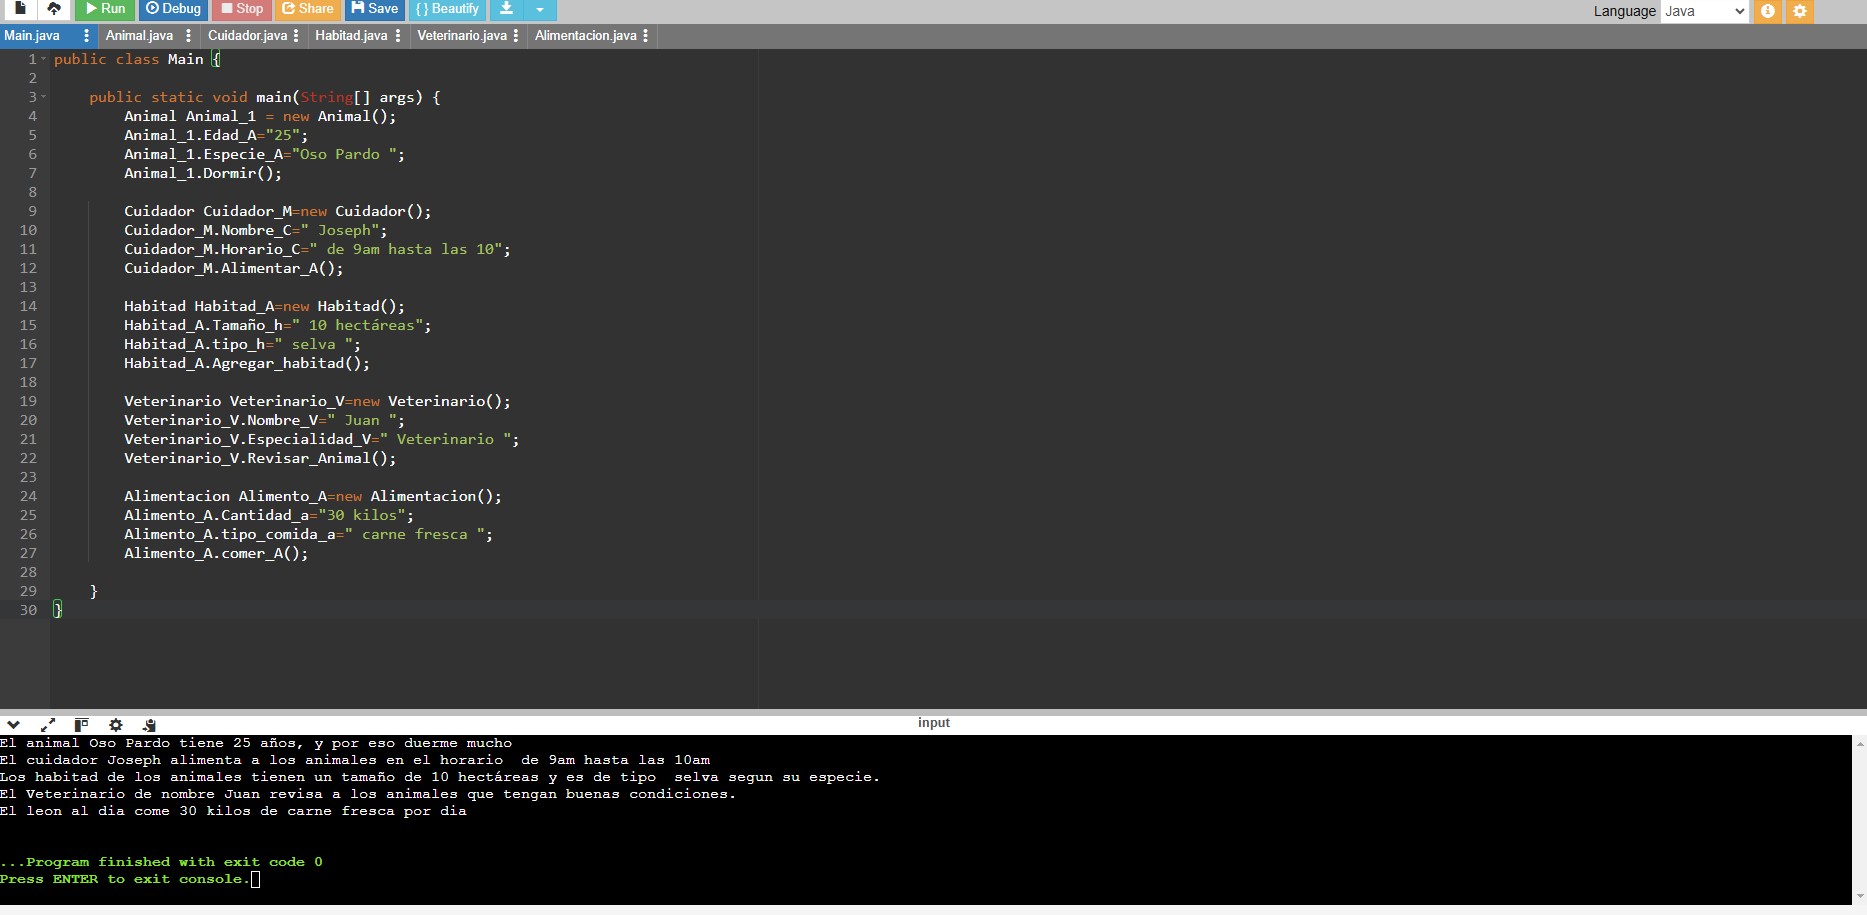 Run Debug Stop Share Save { } Beautify Language Java
Main.java Animal.java Cuidador.java Habitad.java Veterinario.java Alimentacion.java
1 public class Main {
2
3 public static void main(String[] args) {
4 Animal Animal_1 = new Animal();
5 Animal_1.Edad_A="25";
6 Animal_1.Especie_A="Oso Pardo ";
7 Animal_1.Dormir();
8
9 Cuidador Cuidador_M=new Cuidador();
10 Cuidador_M.Nombre_C=" Joseph";
11 Cuidador_M.Horario_C=" de 9am hasta las 10";
12 Cuidador_M.Alimentar_A();
13
14 Habitad Habitad_A=new Habitad();
15 Habitad_A.Tamaño_h=" 10 hectáreas";
16 Habitad_A.tipo_h=" selva ";
17 Habitad_A.Agregar_habitad();
18
19 Veterinario Veterinario_V=new Veterinario();
20 Veterinario_V.Nombre_V=" Juan ";
21 Veterinario_V.Especialidad_V=" Veterinario ";
22 Veterinario_V.Revisar_Animal();
23
24 Alimentacion Alimento_A=new Alimentacion();
25 Alimento_A.Cantidad_a="30 kilos";
26 Alimento_A.tipo_comida_a=" carne fresca ";
27 Alimento_A.comer_A();
28
29 }
30 }
input
El animal Oso Pardo tiene 25 años, y por eso duerme mucho
El cuidador Joseph alimenta a los animales en el horario  de 9am hasta las 10am
Los habitad de los animales tienen un tamaño de 10 hectáreas y es de tipo  selva segun su especie.
El Veterinario de nombre Juan revisa a los animales que tengan buenas condiciones.
El leon al dia come 30 kilos de carne fresca por dia
...Program finished with exit code 0
Press ENTER to exit console.